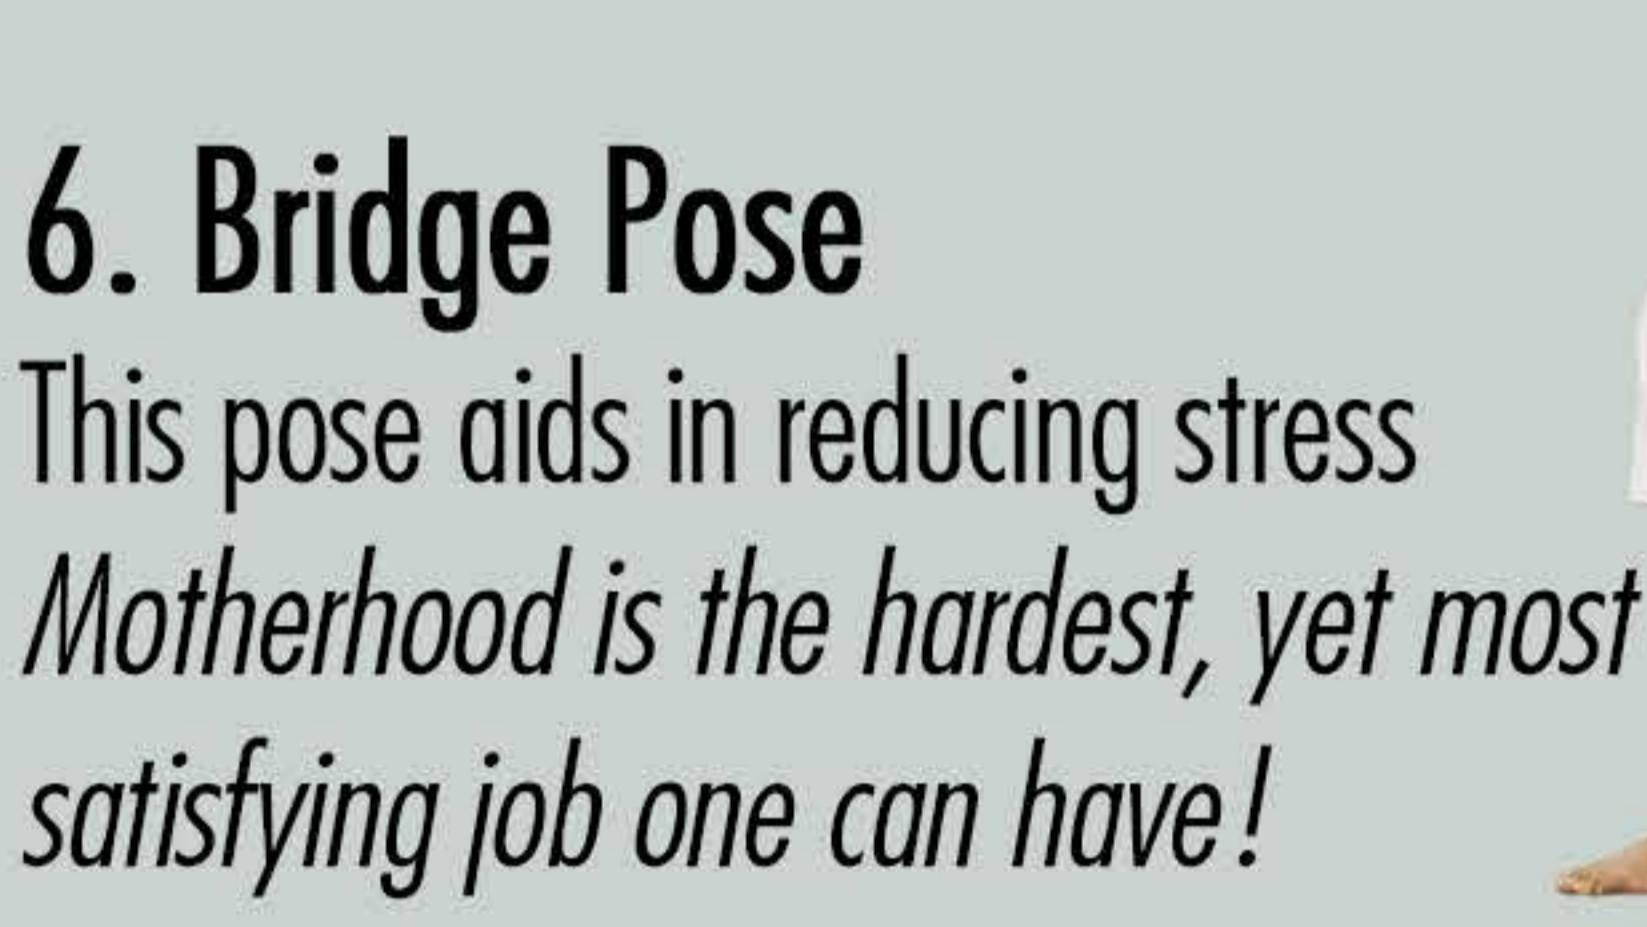 6. Bridge Pose
This pose aids in reducing stress
Motherhood is the hardest, yet most
satisfying job one can have!